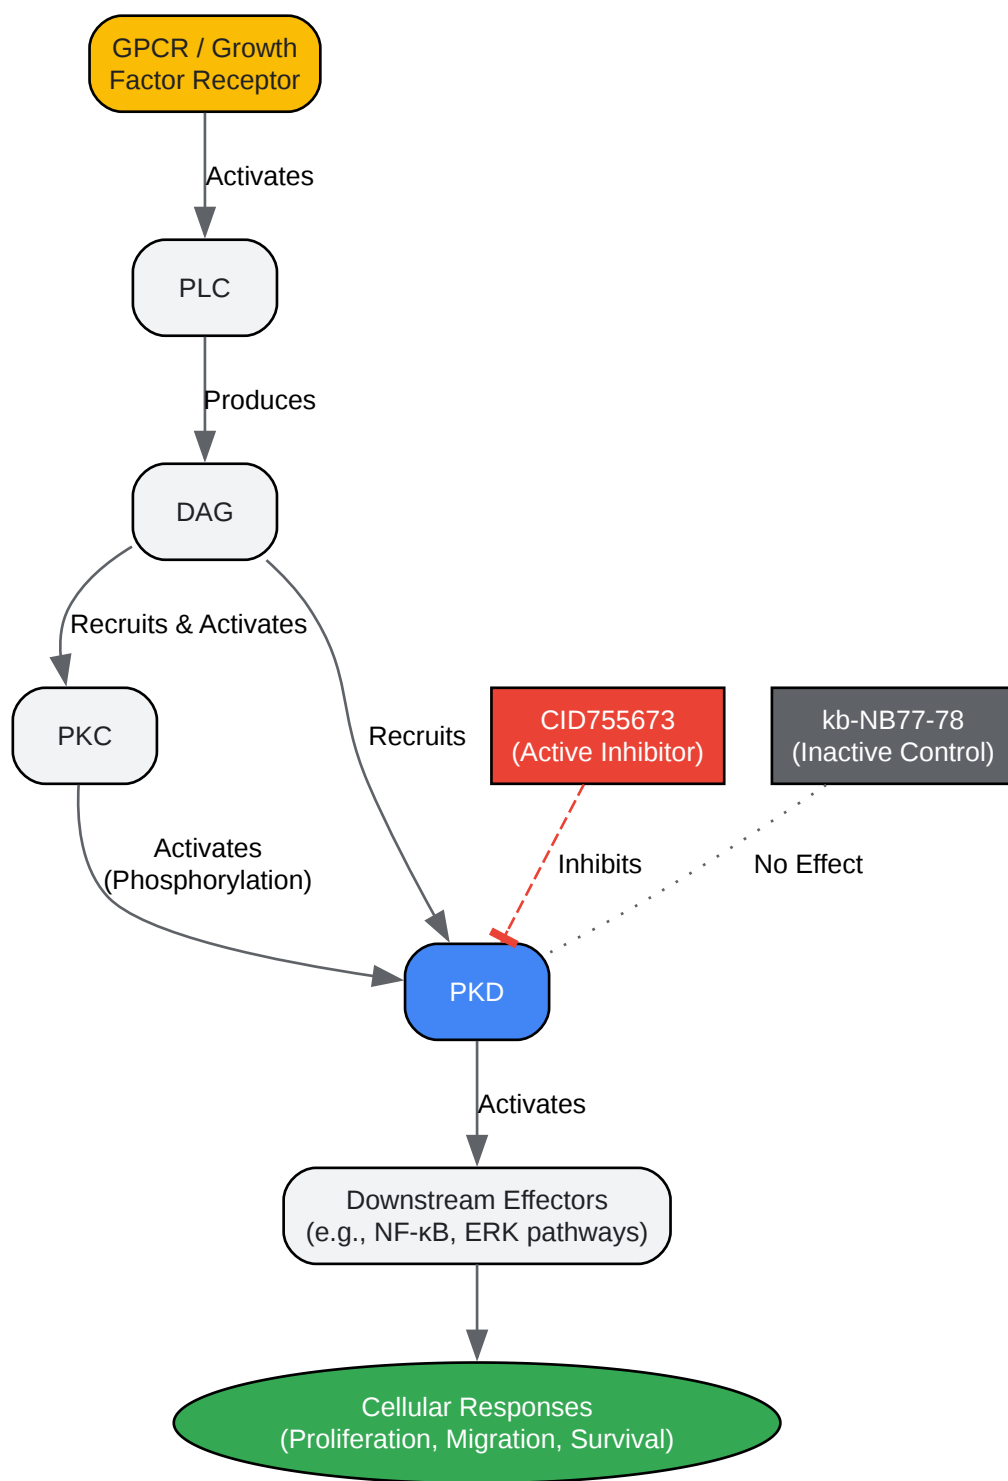 GPCR / Growth
Factor Receptor
Activates
PLC
Produces
DAG
Recruits & Activates
PKC
Recruits
CID755673
(Active Inhibitor)
kb-NB77-78
(Inactive Control)
Activates
(Phosphorylation)
Inhibits
No Effect
PKD
Activates
Downstream Effectors
(e.g., NF-κB, ERK pathways)
Cellular Responses
(Proliferation, Migration, Survival)